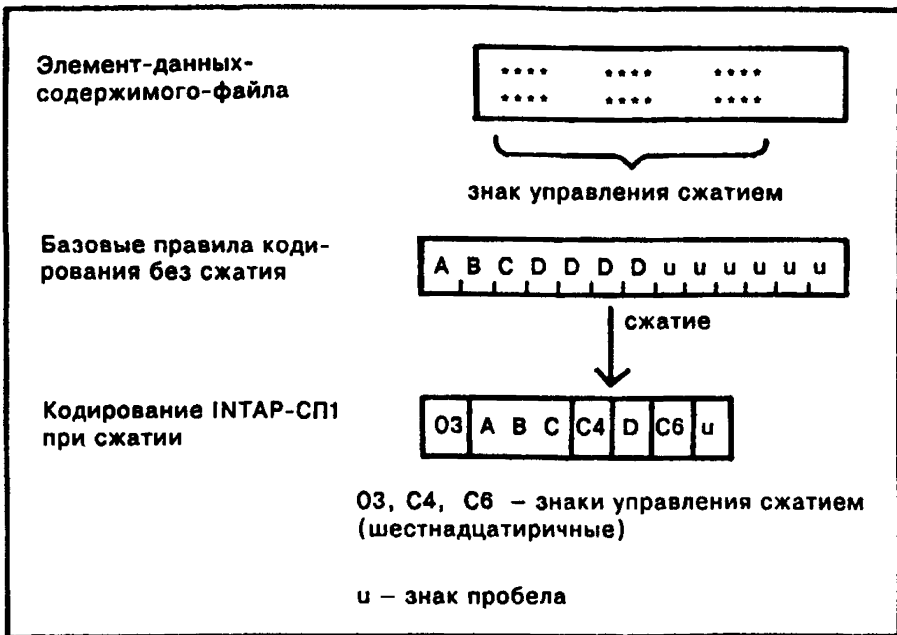 Элемент-данных-
содержимого-файла
**** **** ****
**** **** ****
знак управления сжатием
Базовые правила коди-
рования без сжатия
A B C D D D D u u u u u u
сжатие
Кодирование INTAP-СП1
при сжатии
03 A B C C4 D C6 u
03, C4, C6 – знаки управления сжатием
(шестнадцатиричные)
u – знак пробела